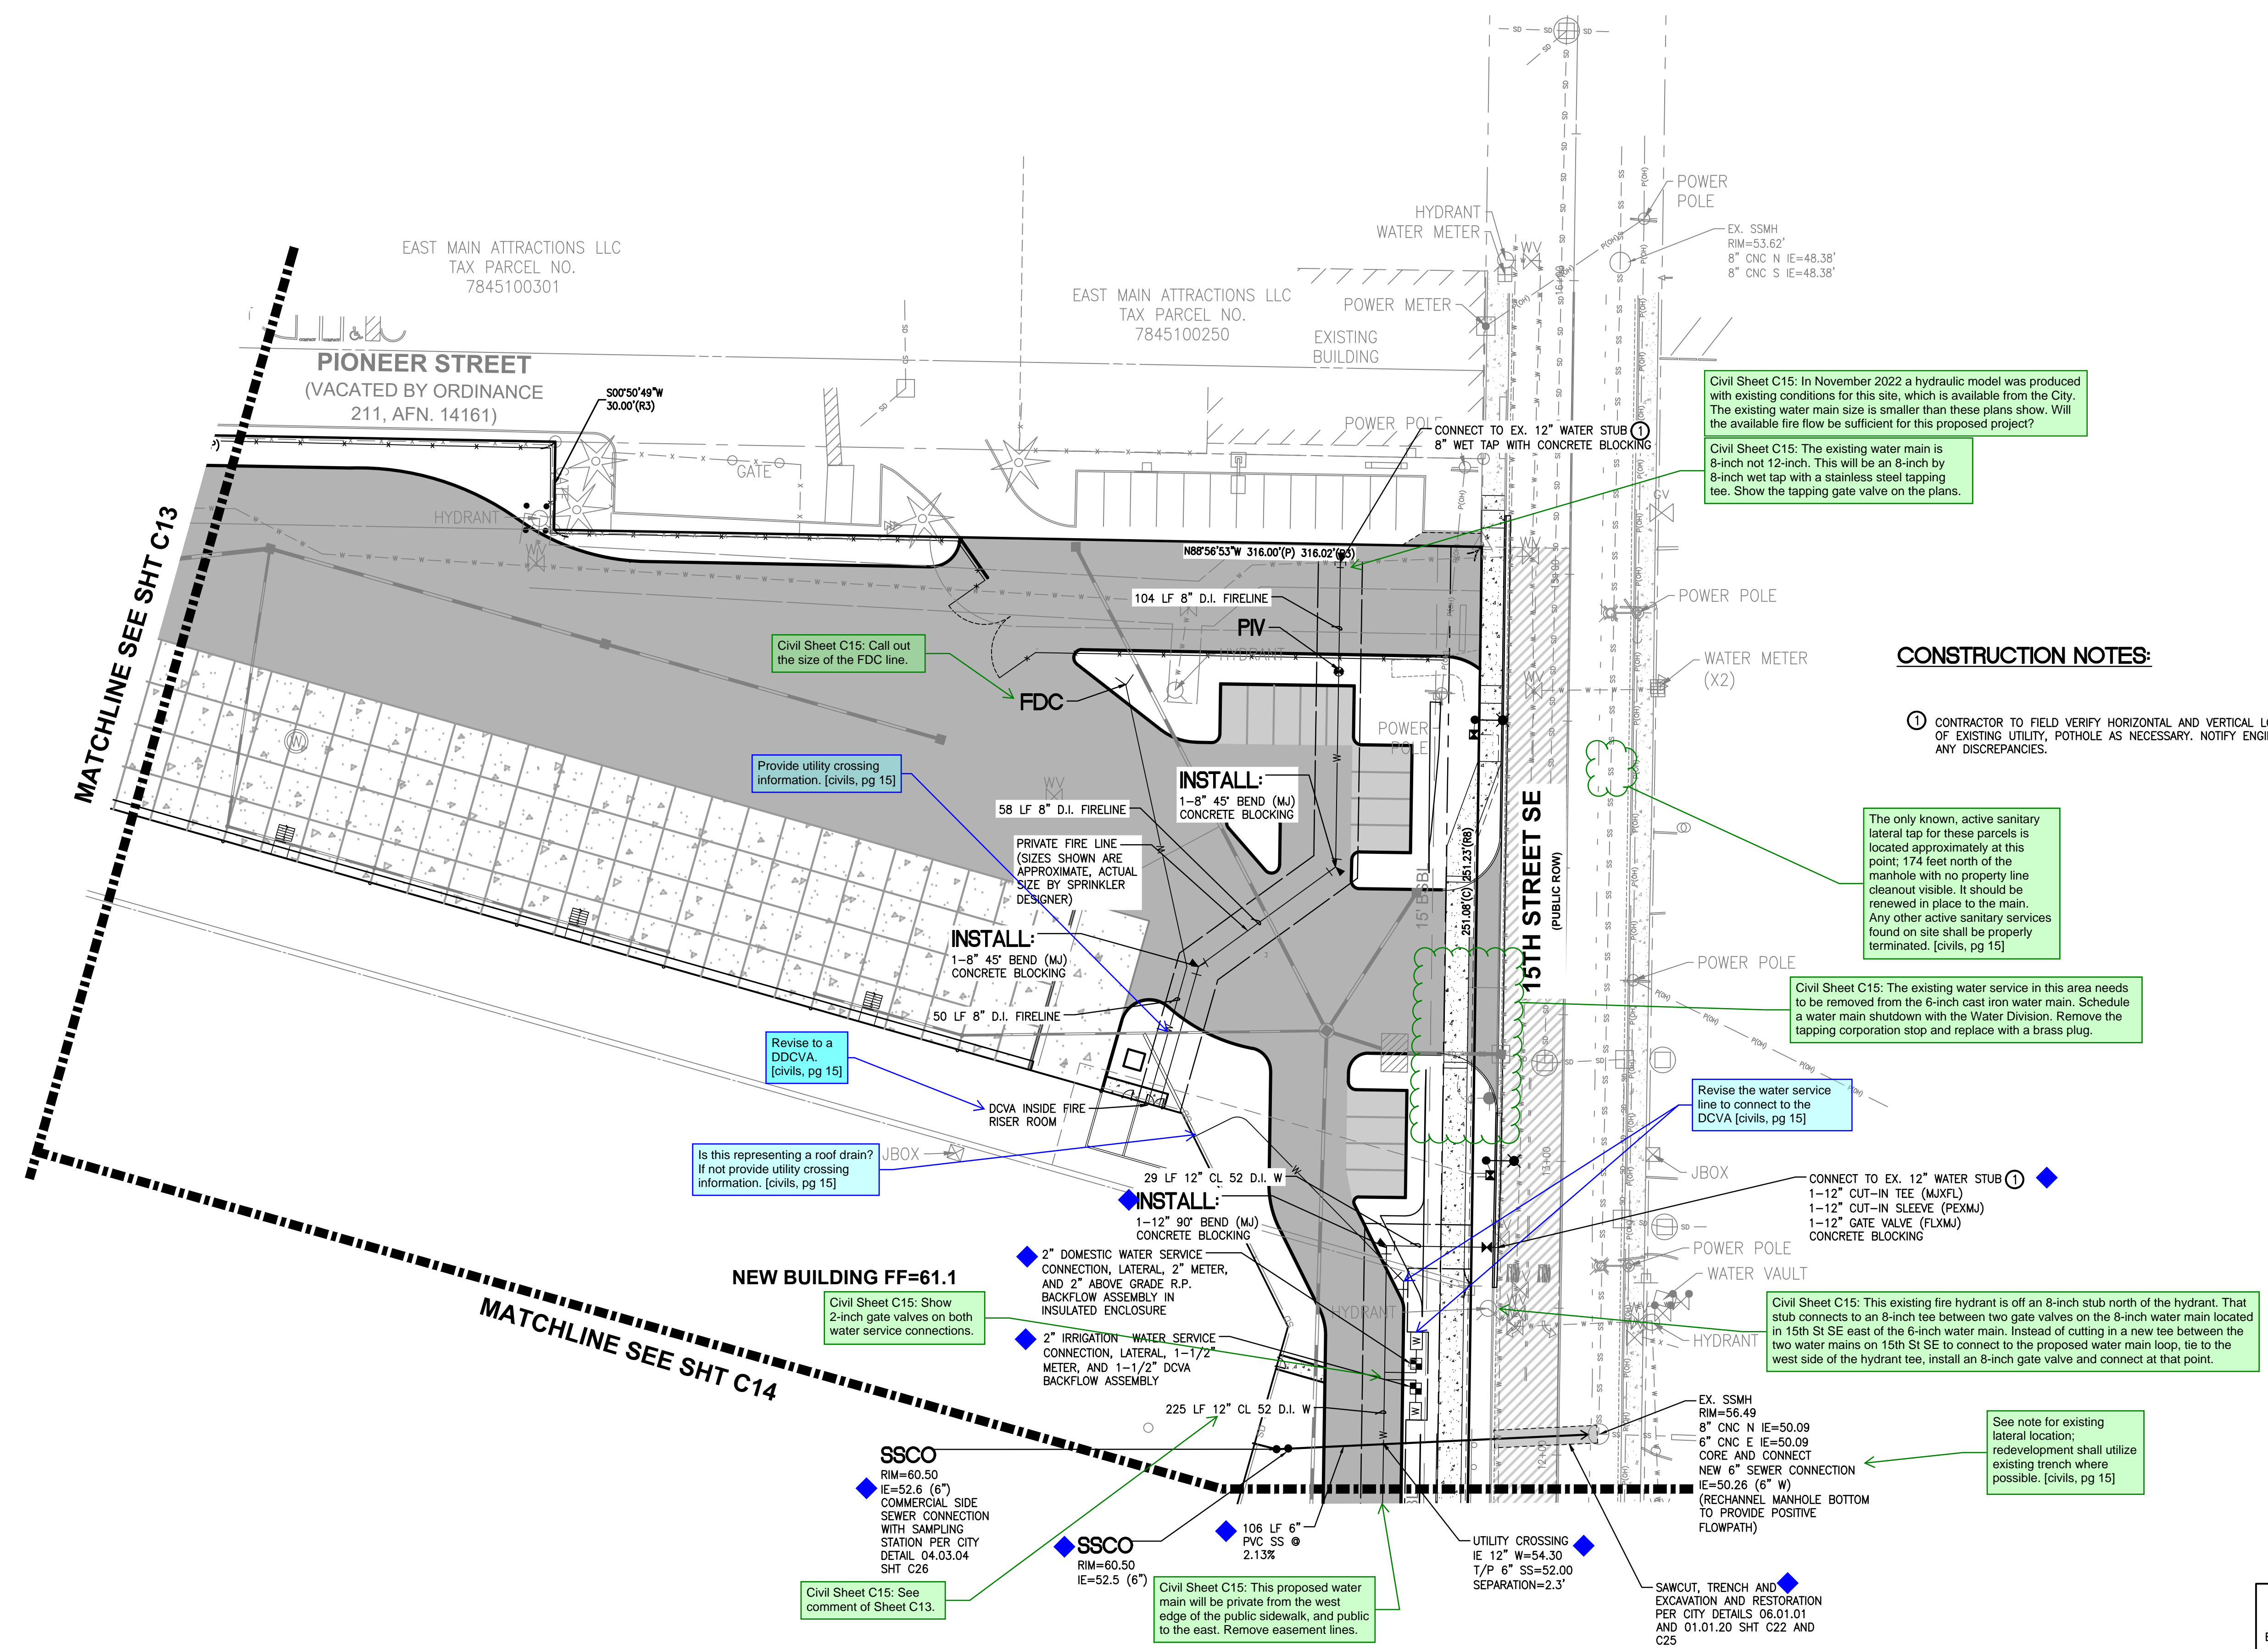 HYDRANT
WATER METER
POWER
POLE
EX. SSMH
RIM=53.62'
8" CNC N IE=48.38'
8" CNC S IE=48.38'
EAST MAIN ATTRACTIONS LLC
TAX PARCEL NO.
7845100301
EAST MAIN ATTRACTIONS LLC
TAX PARCEL NO.
7845100250
POWER METER
EXISTING
BUILDING
16+00
PIONEER STREET
(VACATED BY ORDINANCE
211, AFN. 14161)
S00°50'49"W
30.00'(R3)
Civil Sheet C15: In November 2022 a hydraulic model was produced
with existing conditions for this site, which is available from the City.
The existing water main size is smaller than these plans show. Will
the available fire flow be sufficient for this proposed project?
POWER POLE
CONNECT TO EX. 12" WATER STUB 1
8" WET TAP WITH CONCRETE BLOCKING
Civil Sheet C15: The existing water main is
8-inch not 12-inch. This will be an 8-inch by
8-inch wet tap with a stainless steel tapping
tee. Show the tapping gate valve on the plans.
GATE
HYDRANT
WV
GV
N88°56'53"W 316.00'(P) 316.02'(R3)
MATCHLINE SEE SHT C13
104 LF 8" D.I. FIRELINE
PIV
POWER POLE
Civil Sheet C15: Call out
the size of the FDC line.
HYDRANT
FDC
WATER METER
(X2)
CONSTRUCTION NOTES:
1 CONTRACTOR TO FIELD VERIFY HORIZONTAL AND VERTICAL
OF EXISTING UTILITY, POTHOLE AS NECESSARY. NOTIFY
ANY DISCREPANCIES.
POWER
POLE
Provide utility crossing
information. [civils, pg 15]
INSTALL:
1-8" 45° BEND (MJ)
CONCRETE BLOCKING
58 LF 8" D.I. FIRELINE
PRIVATE FIRE LINE
(SIZES SHOWN ARE
APPROXIMATE, ACTUAL
SIZE BY SPRINKLER
DESIGNER)
15TH STREET SE
(PUBLIC ROW)
251.08'(C) 251.23'(R8)
15' BSBL
The only known, active sanitary
lateral tap for these parcels is
located approximately at this
point; 174 feet north of the
manhole with no property line
cleanout visible. It should be
renewed in place to the main.
Any other active sanitary services
found on site shall be properly
terminated. [civils, pg 15]
INSTALL:
1-8" 45° BEND (MJ)
CONCRETE BLOCKING
POWER POLE
Civil Sheet C15: The existing water service in this area needs
to be removed from the 6-inch cast iron water main. Schedule
a water main shutdown with the Water Division. Remove the
tapping corporation stop and replace with a brass plug.
50 LF 8" D.I. FIRELINE
Revise to a
DDCVA.
[civils, pg 15]
DCVA INSIDE FIRE
RISER ROOM
Revise the water service
line to connect to the
DCVA [civils, pg 15]
Is this representing a roof drain?
If not provide utility crossing
information. [civils, pg 15]
JBOX
13+00
JBOX
29 LF 12" CL 52 D.I. W
INSTALL:
1-12" 90° BEND (MJ)
CONCRETE BLOCKING
CONNECT TO EX. 12" WATER STUB 1
1-12" CUT-IN TEE (MJXFL)
1-12" CUT-IN SLEEVE (PEXMJ)
1-12" GATE VALVE (FLXMJ)
CONCRETE BLOCKING
2" DOMESTIC WATER SERVICE
CONNECTION, LATERAL, 2" METER,
AND 2" ABOVE GRADE R.P.
BACKFLOW ASSEMBLY IN
INSULATED ENCLOSURE
POWER POLE
WATER VAULT
NEW BUILDING FF=61.1
MATCHLINE SEE SHT C14
Civil Sheet C15: Show
2-inch gate valves on both
water service connections.
HYDRANT
Civil Sheet C15: This existing fire hydrant is off an 8-inch stub north of the hydrant. That
stub connects to an 8-inch tee between two gate valves on the 8-inch water main located
in 15th St SE east of the 6-inch water main. Instead of cutting in a new tee between the
two water mains on 15th St SE to connect to the proposed water main loop, tie to the
west side of the hydrant tee, install an 8-inch gate valve and connect at that point.
HYDRANT
2" IRRIGATION WATER SERVICE
CONNECTION, LATERAL, 1-1/2"
METER, AND 1-1/2" DCVA
BACKFLOW ASSEMBLY
225 LF 12" CL 52 D.I. W
EX. SSMH
RIM=56.49
8" CNC N IE=50.09
6" CNC E IE=50.09
CORE AND CONNECT
NEW 6" SEWER CONNECTION
IE=50.26 (6" W)
(RECHANNEL MANHOLE BOTTOM
TO PROVIDE POSITIVE
FLOWPATH)
See note for existing
lateral location;
redevelopment shall utilize
existing trench where
possible. [civils, pg 15]
12+00
SSCO
RIM=60.50
IE=52.6 (6")
COMMERCIAL SIDE
SEWER CONNECTION
WITH SAMPLING
STATION PER CITY
DETAIL 04.03.04
SHT C26
SSCO
RIM=60.50
IE=52.5 (6")
106 LF 6"
PVC SS @
2.13%
UTILITY CROSSING
IE 12" W=54.30
T/P 6" SS=52.00
SEPARATION=2.3'
SAWCUT, TRENCH AND
EXCAVATION AND RESTORATION
PER CITY DETAILS 06.01.01
AND 01.01.20 SHT C22 AND
C25
Civil Sheet C15: See
comment of Sheet C13.
Civil Sheet C15: This proposed water
main will be private from the west
edge of the public sidewalk, and public
to the east. Remove easement lines.